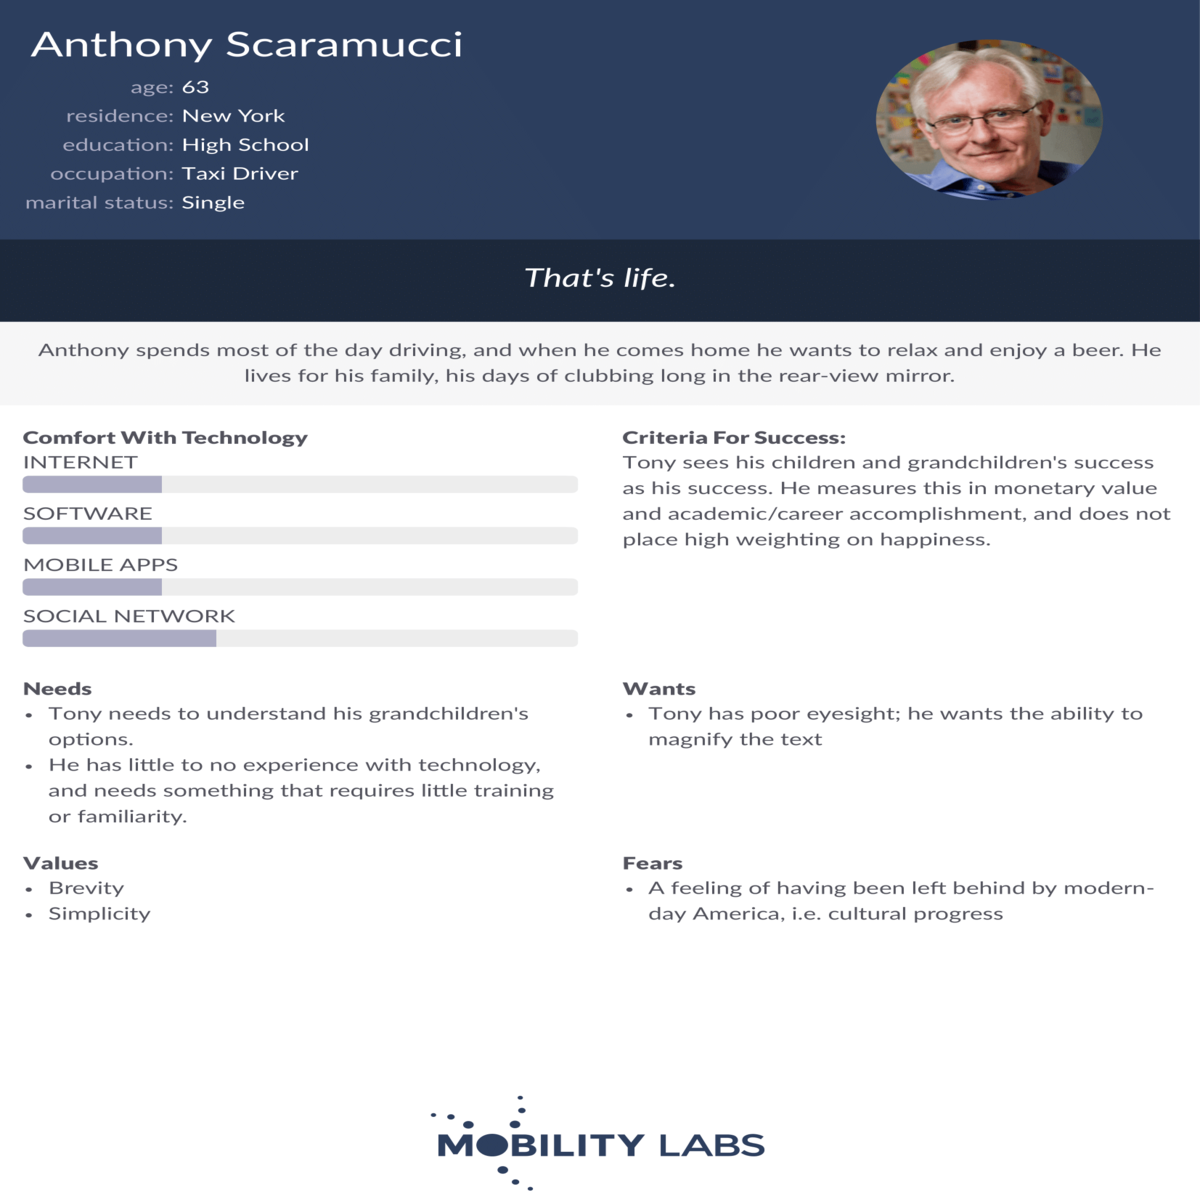 Anthony Scaramucci
age: 63
residence: New York
education: High School
occupation: Taxi Driver
marital status: Single
That's life.
Anthony spends most of the day driving, and when he comes home he wants to relax and enjoy a beer. He
lives for his family, his days of clubbing long in the rear-view mirror.
Comfort With Technology
INTERNET
SOFTWARE
MOBILE APPS
SOCIAL NETWORK
Criteria For Success:
Tony sees his children and grandchildren's success
as his success. He measures this in monetary value
and academic/career accomplishment, and does not
place high weighting on happiness.
Needs
• Tony needs to understand his grandchildren's
options.
• He has little to no experience with technology,
and needs something that requires little training
or familiarity.
Wants
• Tony has poor eyesight; he wants the ability to
magnify the text
Values
• Brevity
• Simplicity
Fears
• A feeling of having been left behind by modern-
day America, i.e. cultural progress
MOBILITY LABS